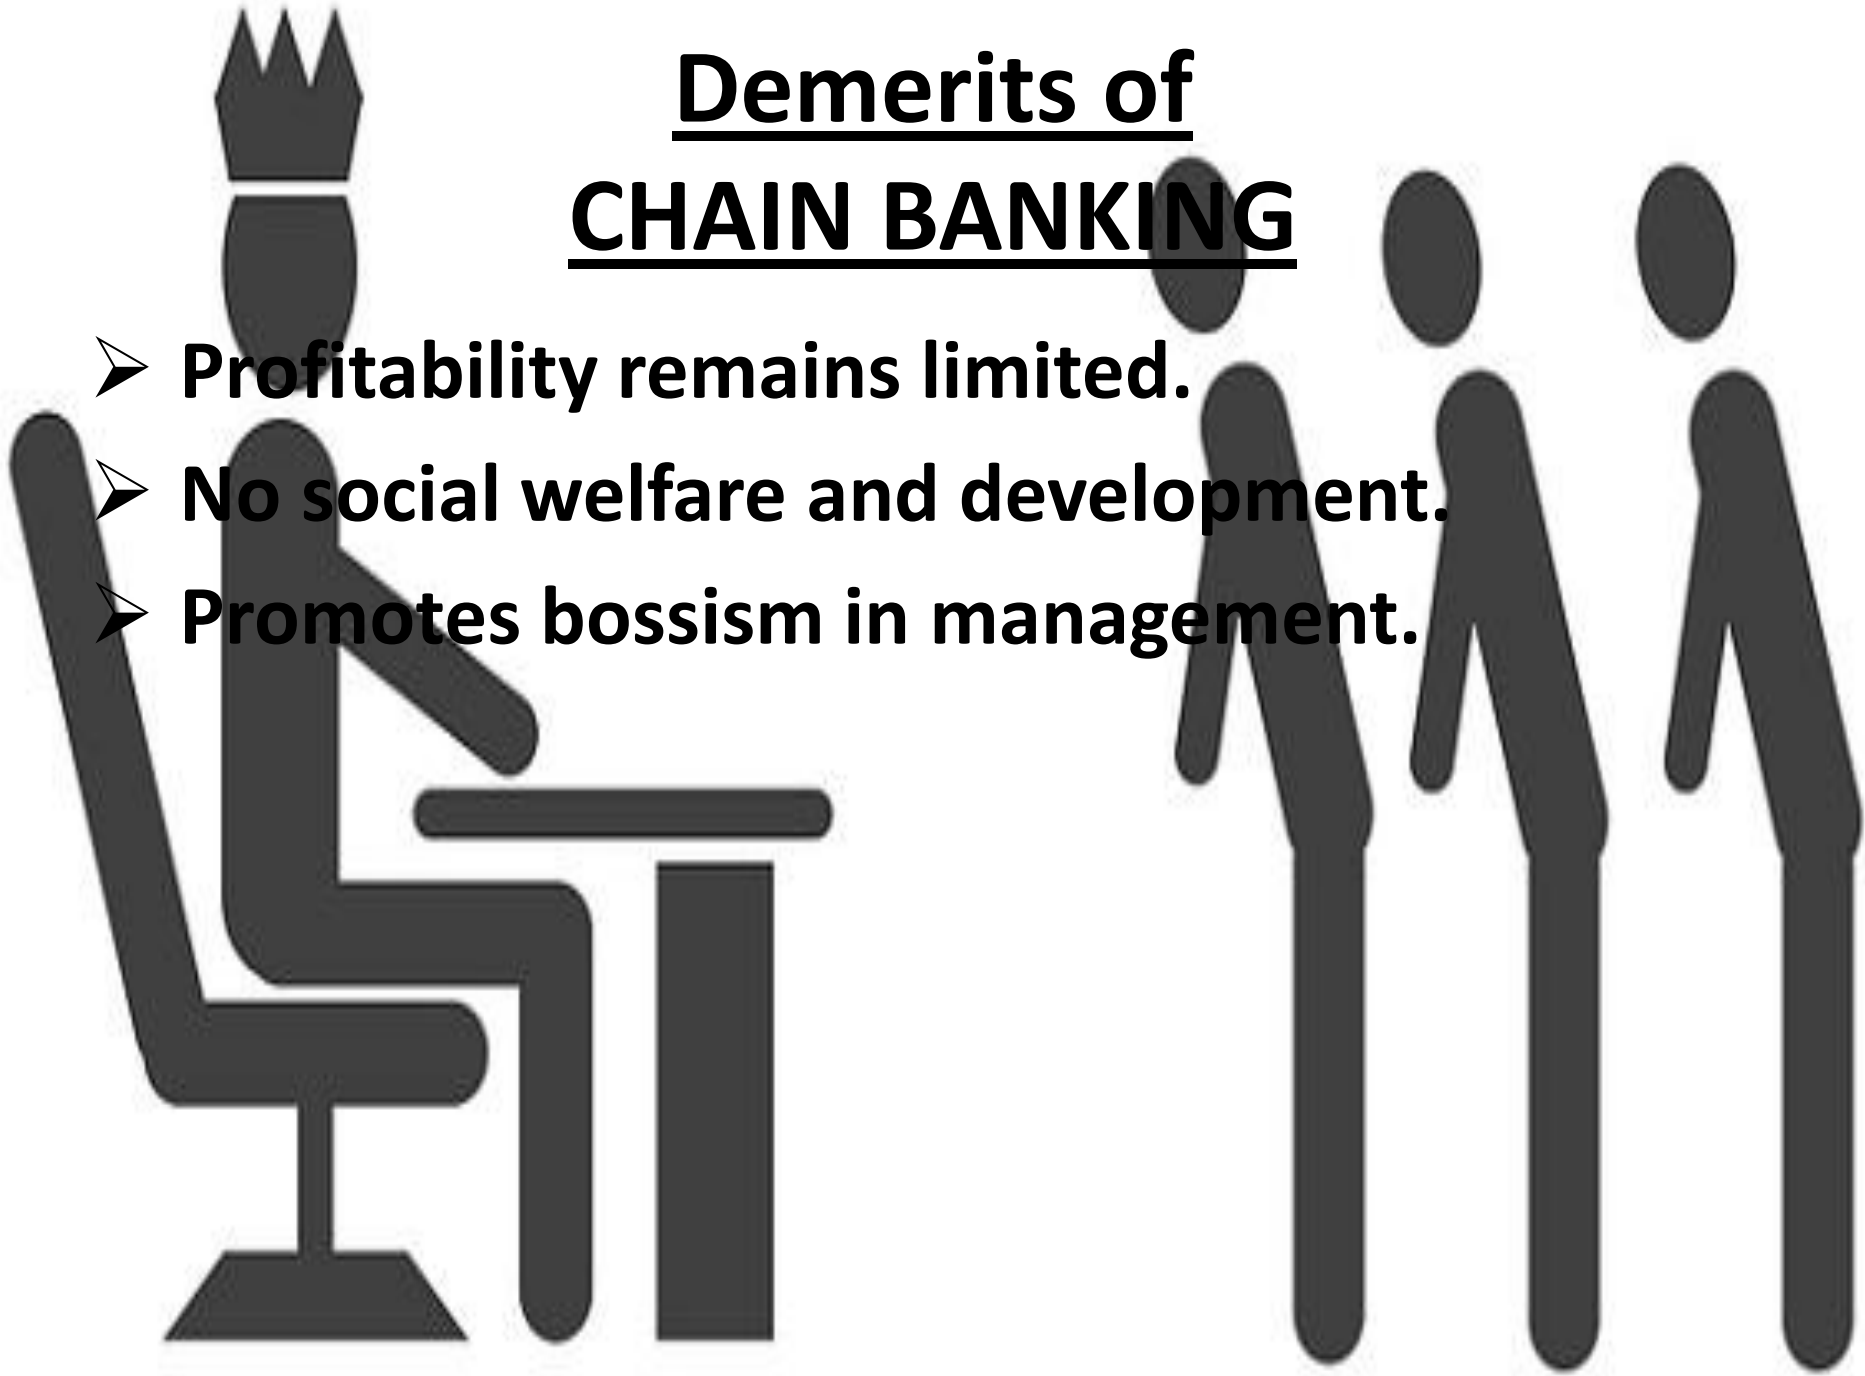 Demerits of
CHAIN BANKING
➢ Profitability remains limited.
➢ No social welfare and development.
➢ Promotes bossism in management.